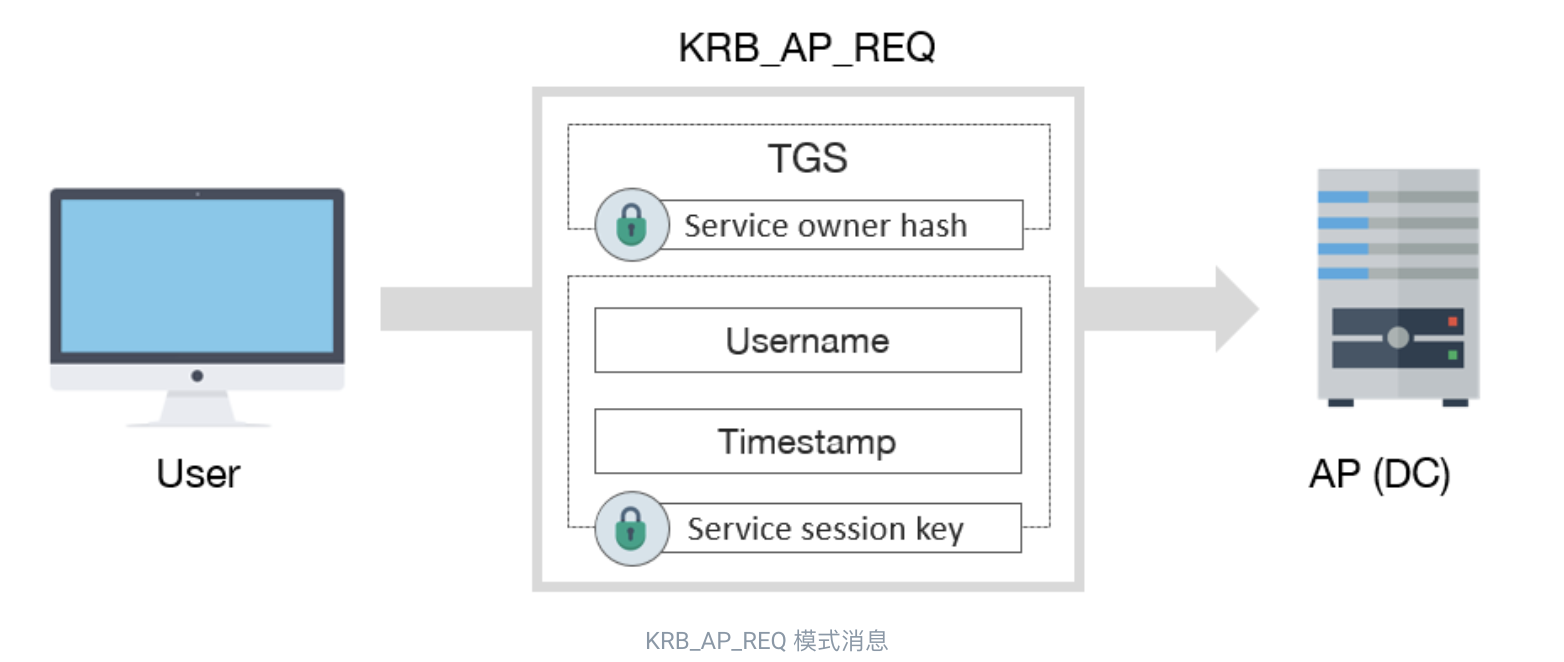 KRB_AP_REQ
TGS
Service owner hash
Username
Timestamp
Service session key
User
AP (DC)
KRB_AP_REQ 模式消息